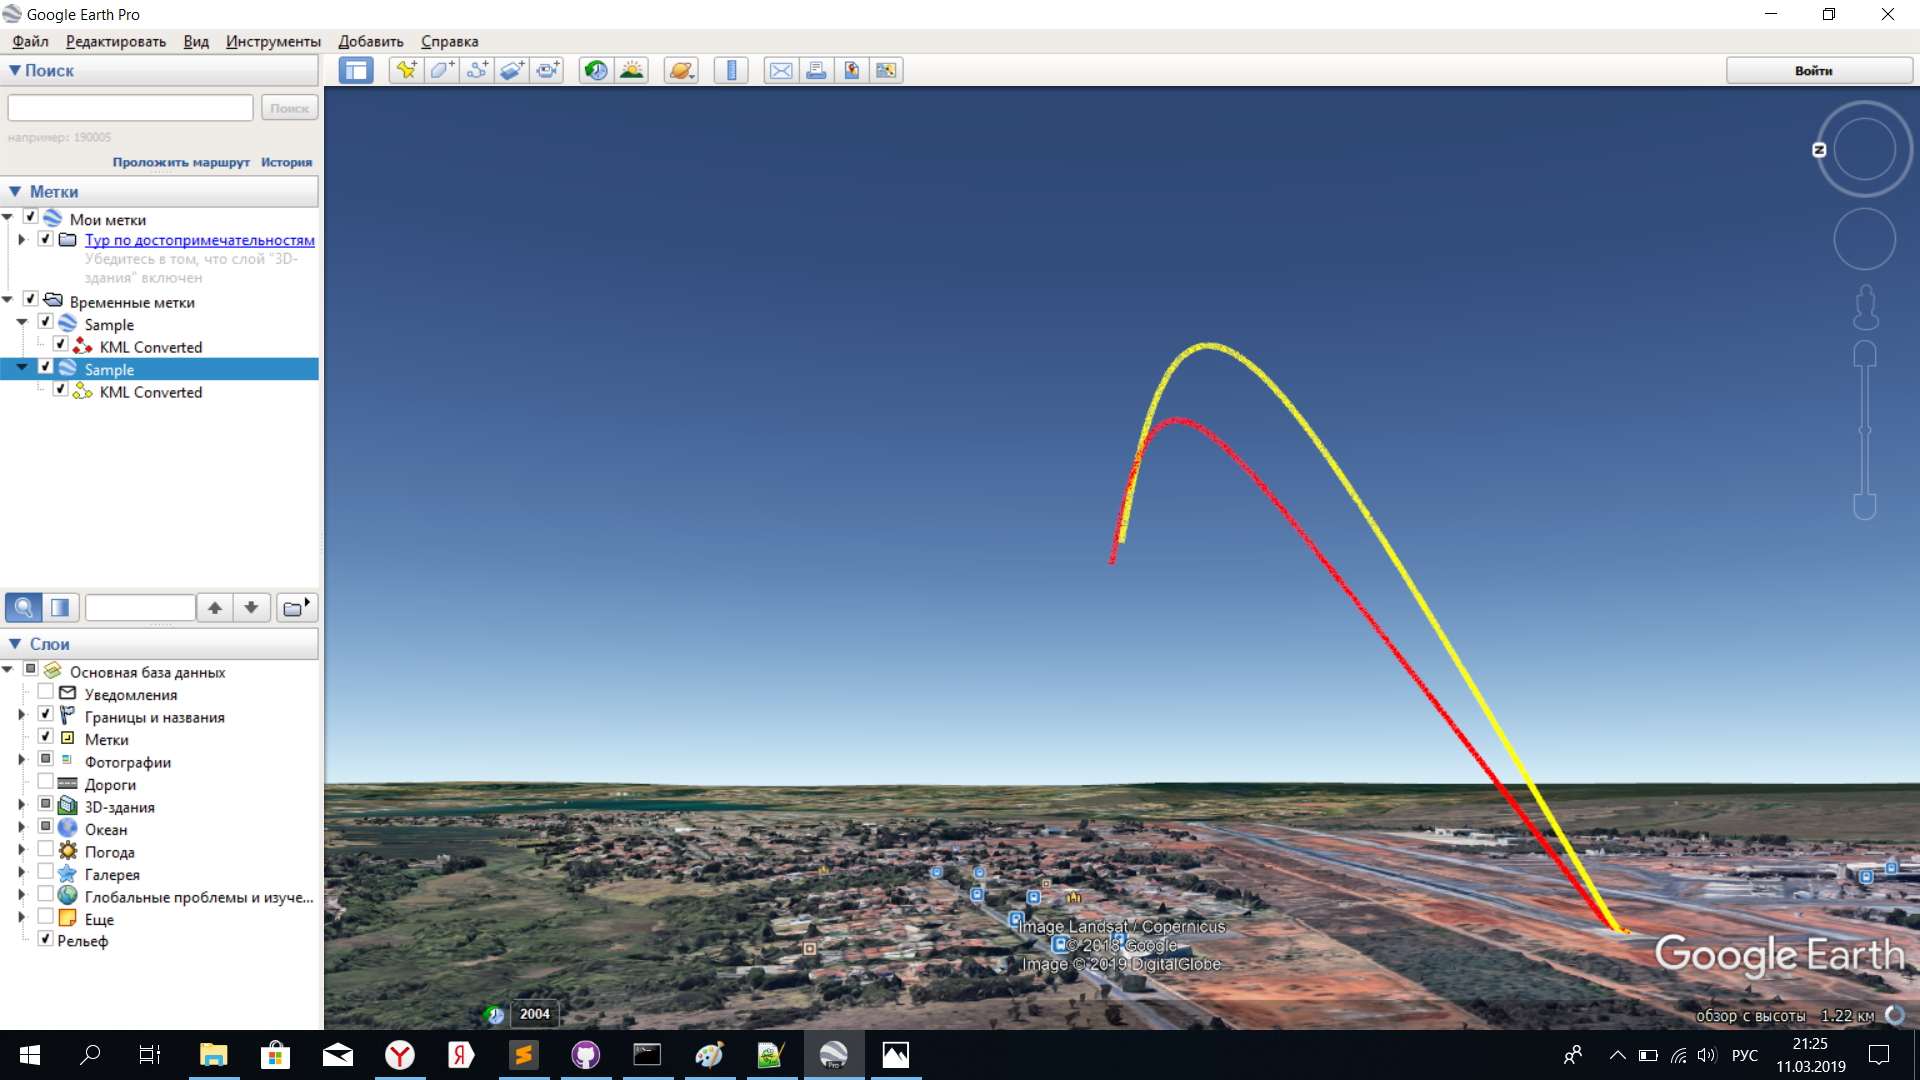 Google Earth Pro
Файл Редактировать Вид Инструменты Добавить Справка
Поиск
Войти
Поиск
например: 190005
Проложить маршрут История
Метки
Мои метки
Тур по достопримечательностям
Убедитесь в том, что слой "3D-
здания" включен
Временные метки
Sample
KML Converted
Sample
KML Converted
Слои
Основная база данных
Уведомления
Границы и названия
Метки
Фотографии
Дороги
3D-здания
Океан
Погода
Галерея
Глобальные проблемы и изуче...
Еще
Рельеф
N
Image Landsat / Copernicus
© 2018 Google
Image © 2019 DigitalGlobe
Google Earth
2004
обзор с высоты 1.22 км
Pro
РУС
21:25
11.03.2019